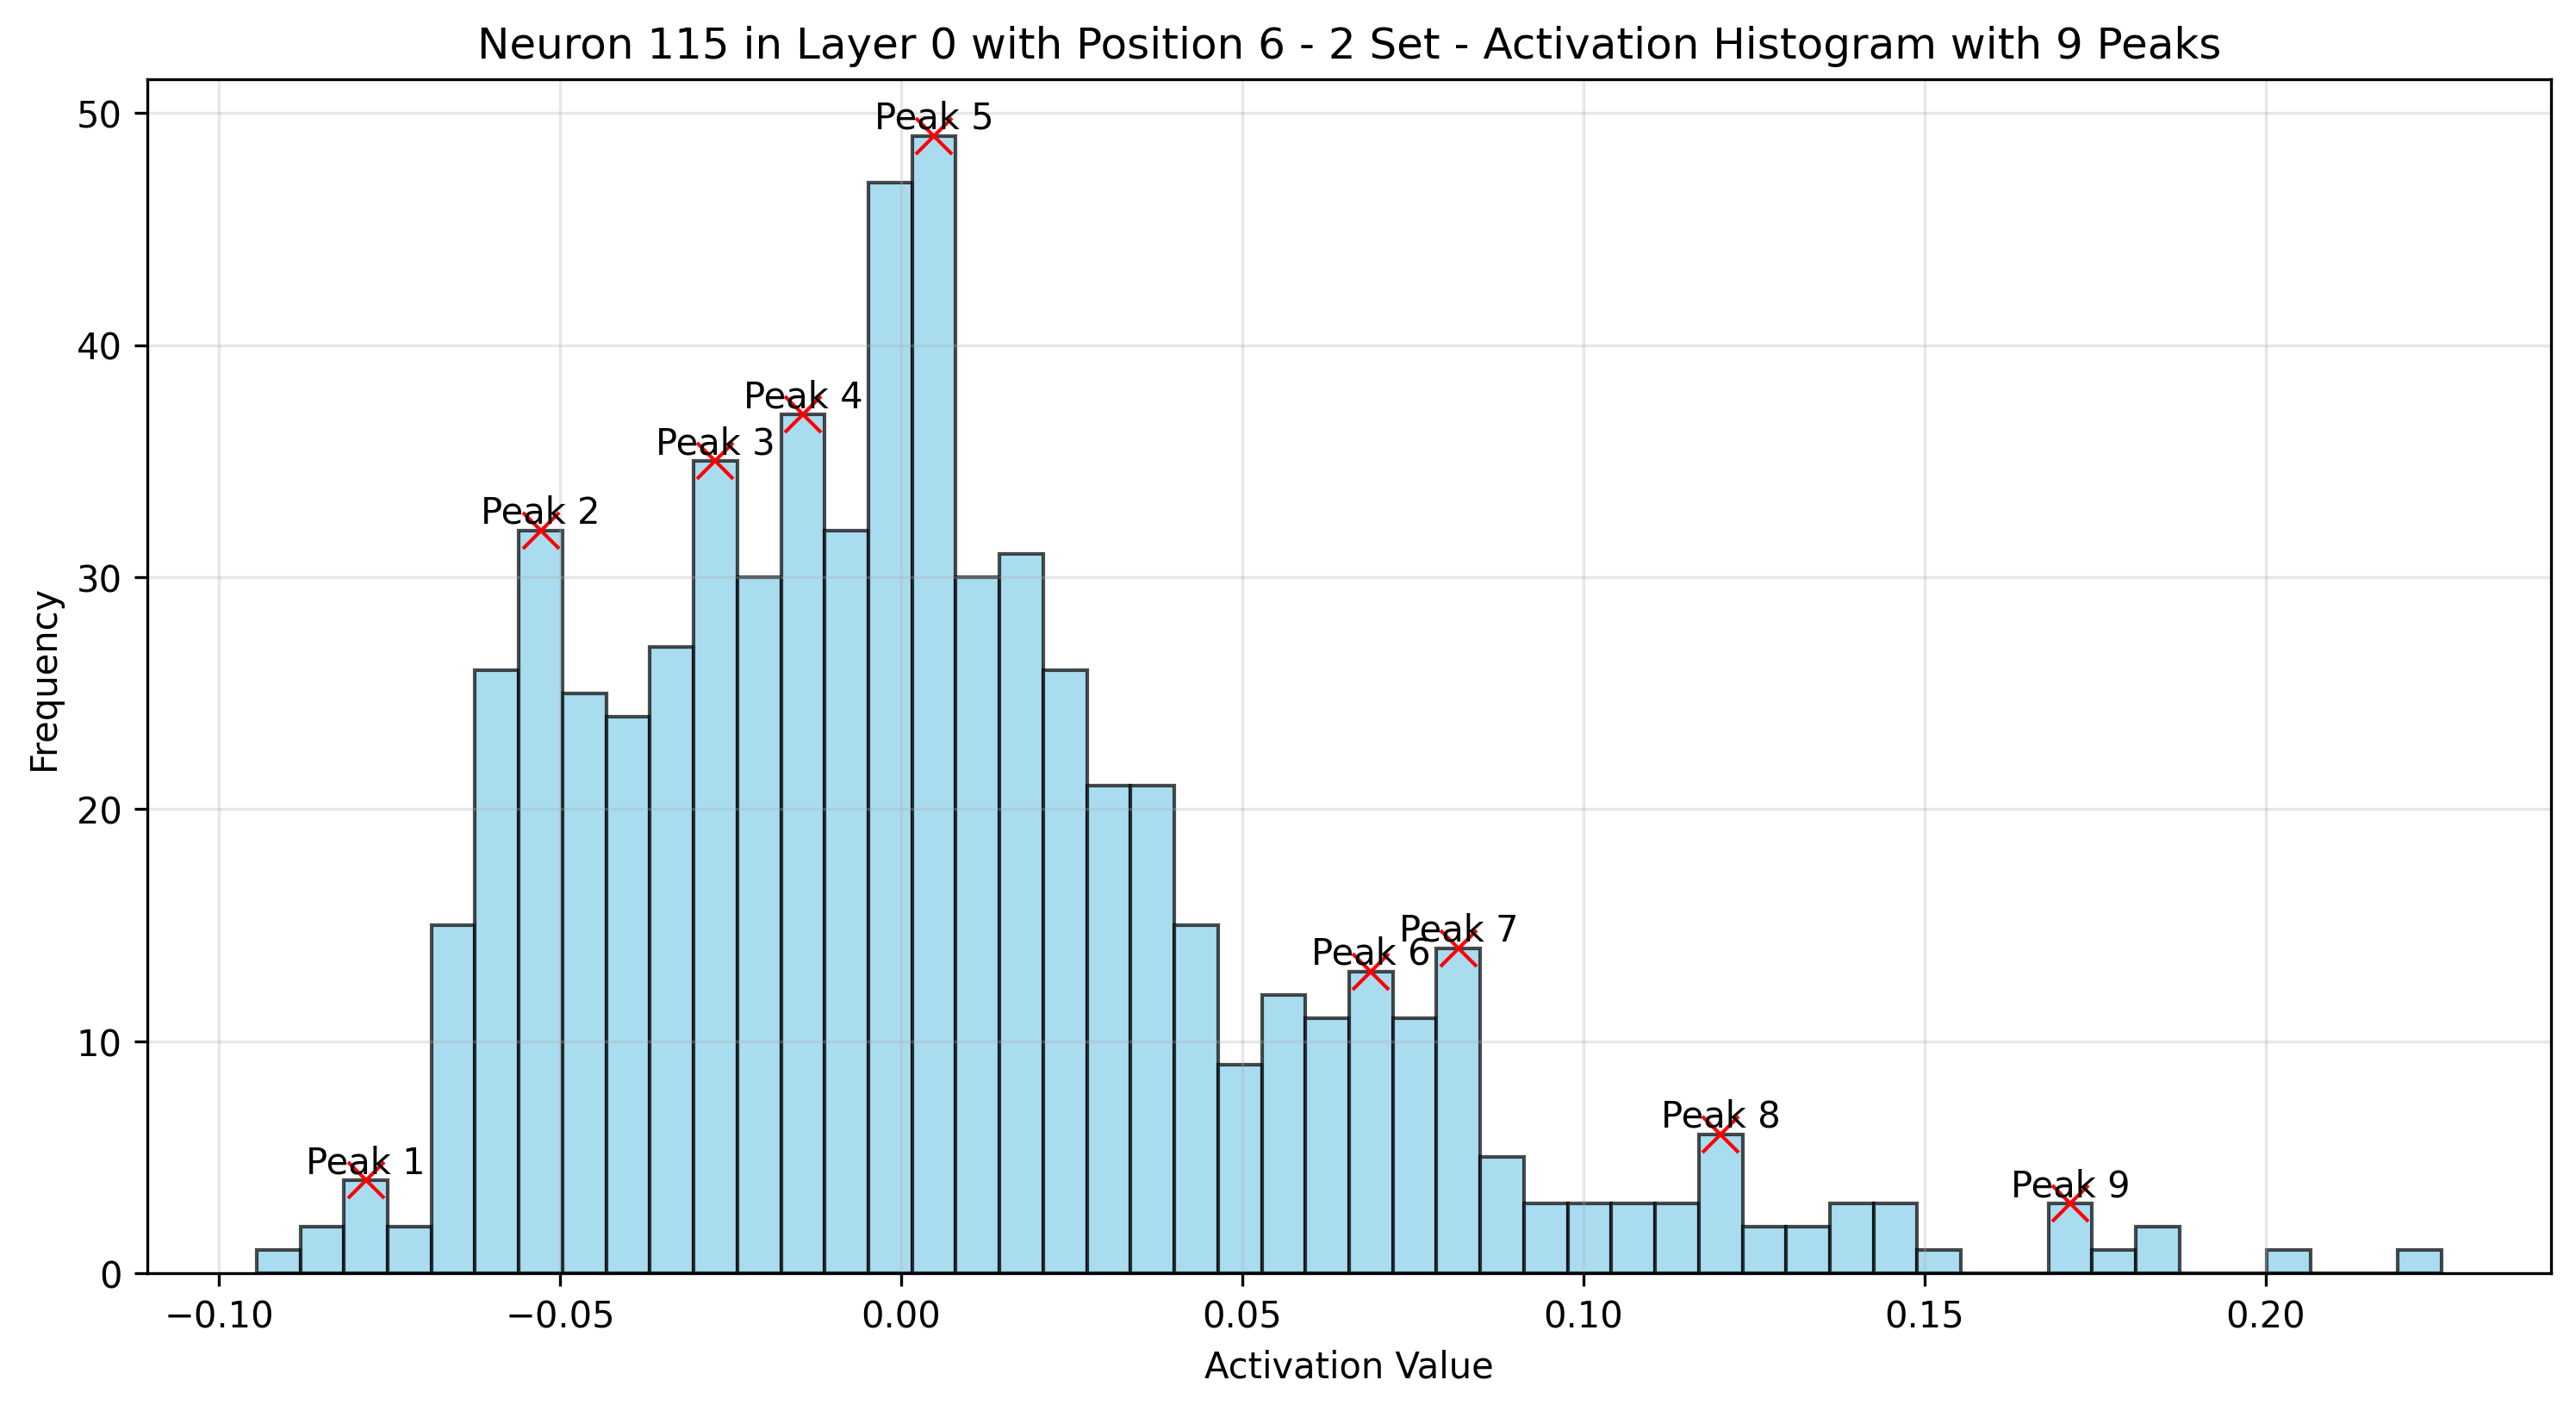 Neuron 115 in Layer 0 with Position 6 - 2 Set - Activation Histogram with 9 Peaks
50
40
30
20
10
0
Frequency
Peak 1
Peak 2
Peak 3
Peak 4
Peak 5
Peak 6
Peak 7
Peak 8
Peak 9
−0.10
−0.05
0.00
0.05
0.10
0.15
0.20
Activation Value